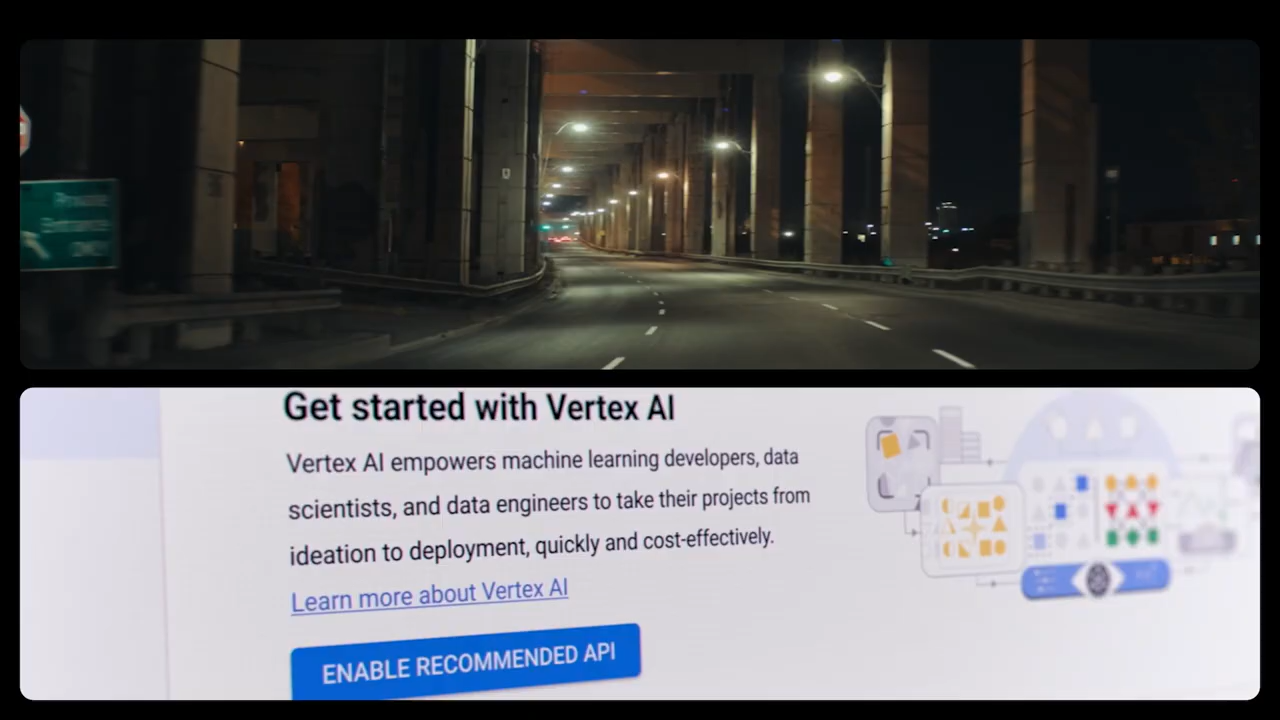 Get started with Vertex AI
Vertex AI empowers machine learning developers, data
scientists, and data engineers to take their projects from
ideation to deployment, quickly and cost-effectively.
Learn more about Vertex AI
ENABLE RECOMMENDED API